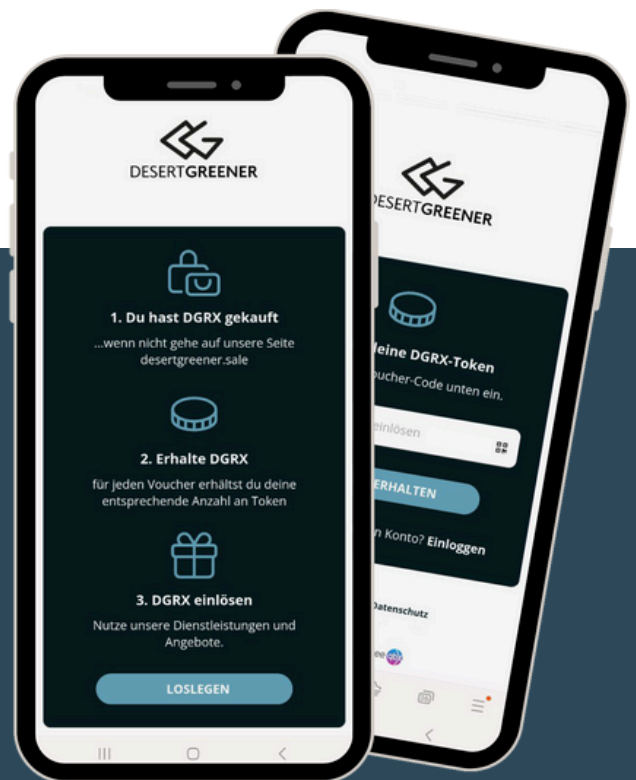 DESERTGREENER
1. Du hast DGRX gekauft
...wenn nicht gehe auf unsere Seite
desertgreener.sale
2. Erhalte DGRX
für jeden Voucher erhältst du deine
entsprechende Anzahl an Token
3. DGRX einlösen
Nutze unsere Dienstleistungen und
Angebote.
LOSLEGEN
DESERTGREENER
eine DGRX-Token
oucher-Code unten ein.
einlösen
ERHALTEN
n Konto? Einloggen
Datenschutz